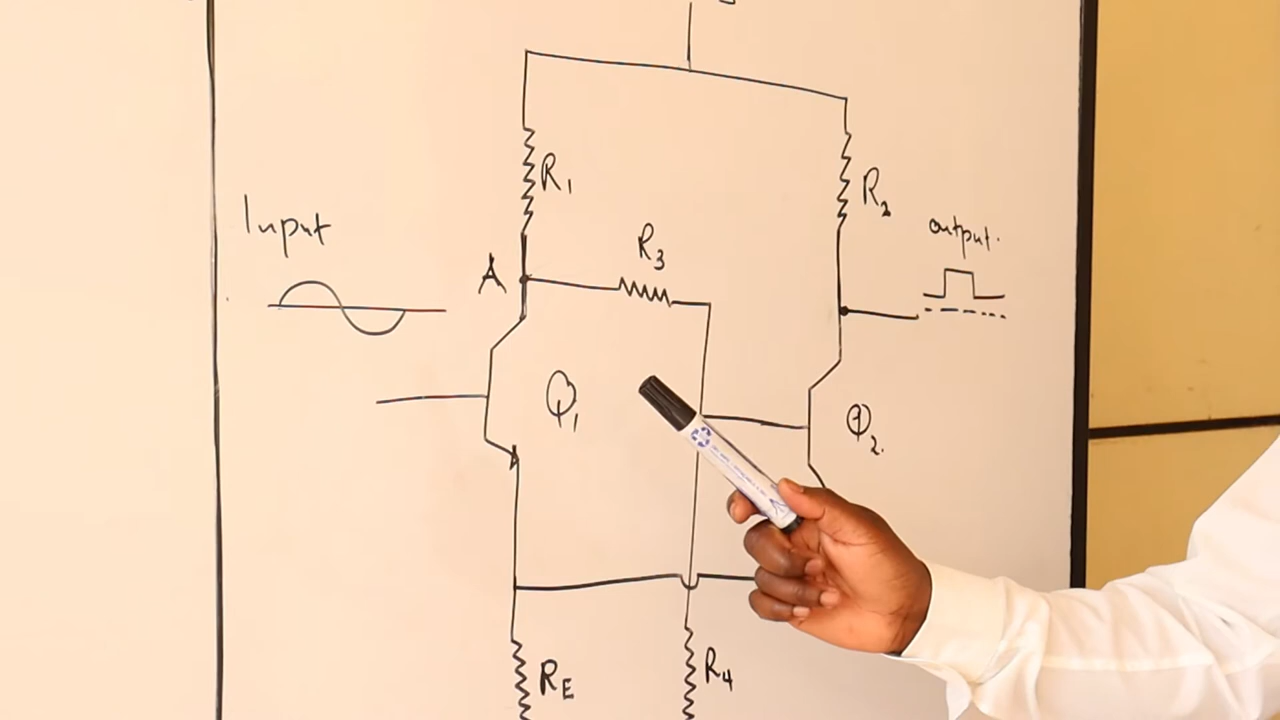 R1
R2
Input
output.
R3
A
Q1
Q2.
RE
R4